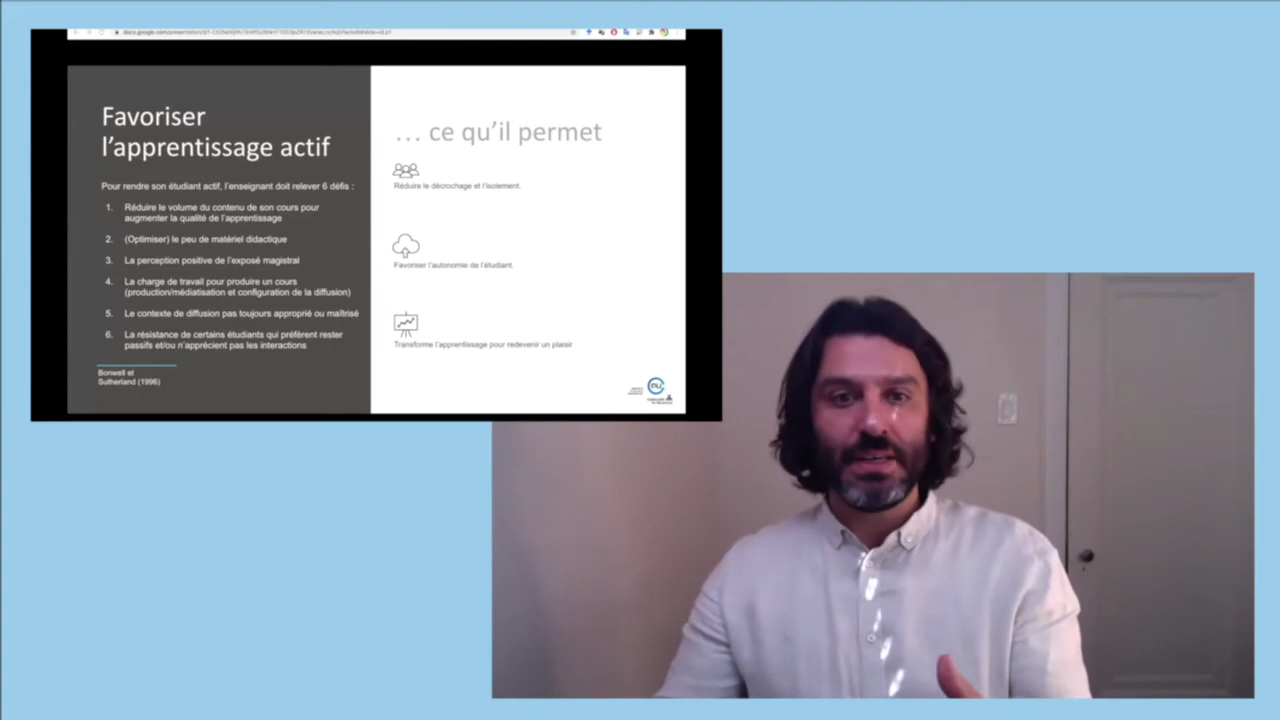 Favoriser
l’apprentissage actif
Pour rendre son étudiant actif, l’enseignant doit relever 6 défis :
1. Réduire le volume du contenu de son cours pour
augmenter la qualité de l’apprentissage
2. (Optimiser) le peu de matériel didactique
3. La perception positive de l’exposé magistral
4. La charge de travail pour produire un cours
(production/médiatisation et configuration de la diffusion)
5. Le contexte de diffusion pas toujours approprié ou maîtrisé
6. La résistance de certains étudiants qui préfèrent rester
passifs et/ou n’apprécient pas les interactions
Bonwell et
Sutherland (1996)
… ce qu’il permet
Réduire le décrochage et l’isolement.
Favoriser l’autonomie de l’étudiant.
Transforme l’apprentissage pour redevenir un plaisir